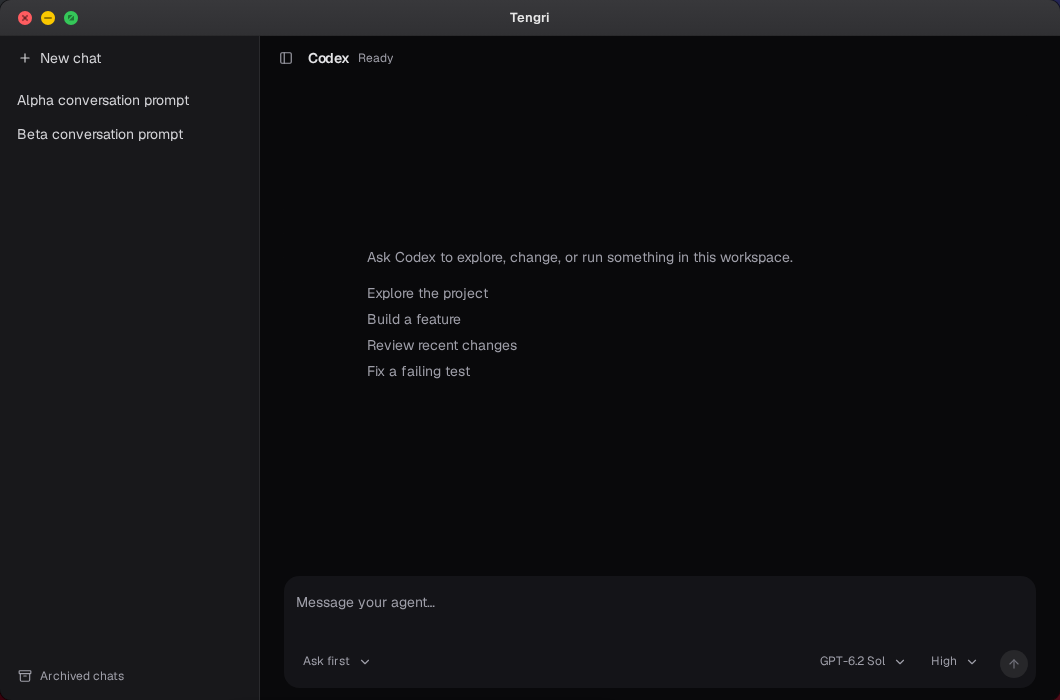 Tengri
New chat
Alpha conversation prompt
Beta conversation prompt
Archived chats
Codex Ready
Ask Codex to explore, change, or run something in this workspace.
Explore the project
Build a feature
Review recent changes
Fix a failing test
Message your agent...
Ask first GPT-6.2 Sol High